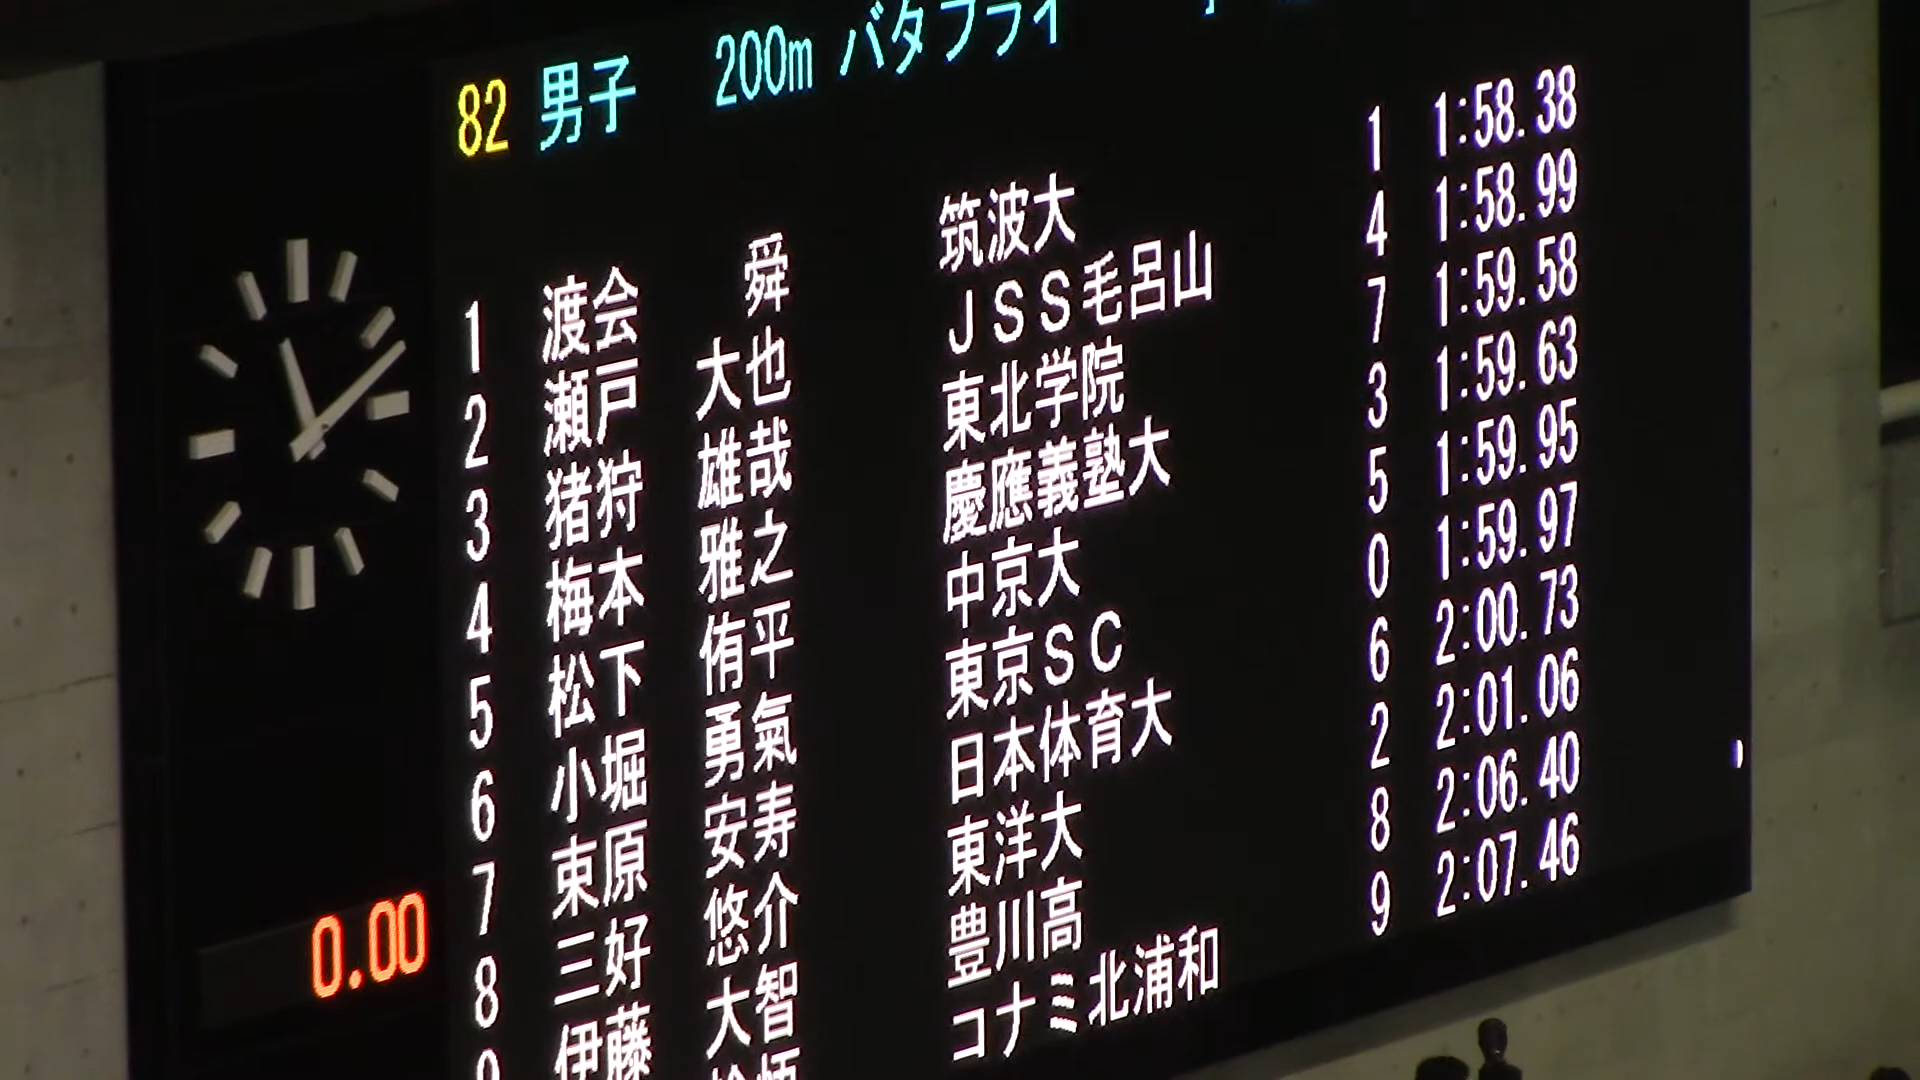 82 男子 200m バタフライ
1 渡会 舜 筑波大 1 1:58.38
2 瀬戸 大也 JSS毛呂山 4 1:58.99
3 猪狩 雄哉 東北学院 7 1:59.58
4 梅本 雅之 慶應義塾大 3 1:59.63
5 松下 侑平 中京大 5 1:59.95
6 小堀 勇氣 東京SC 0 1:59.97
7 束原 安寿 日本体育大 6 2:00.73
8 三好 悠介 東洋大 2 2:01.06
9 伊藤 大智 豊川高 8 2:06.40
コナミ北浦和 9 2:07.46
0.00